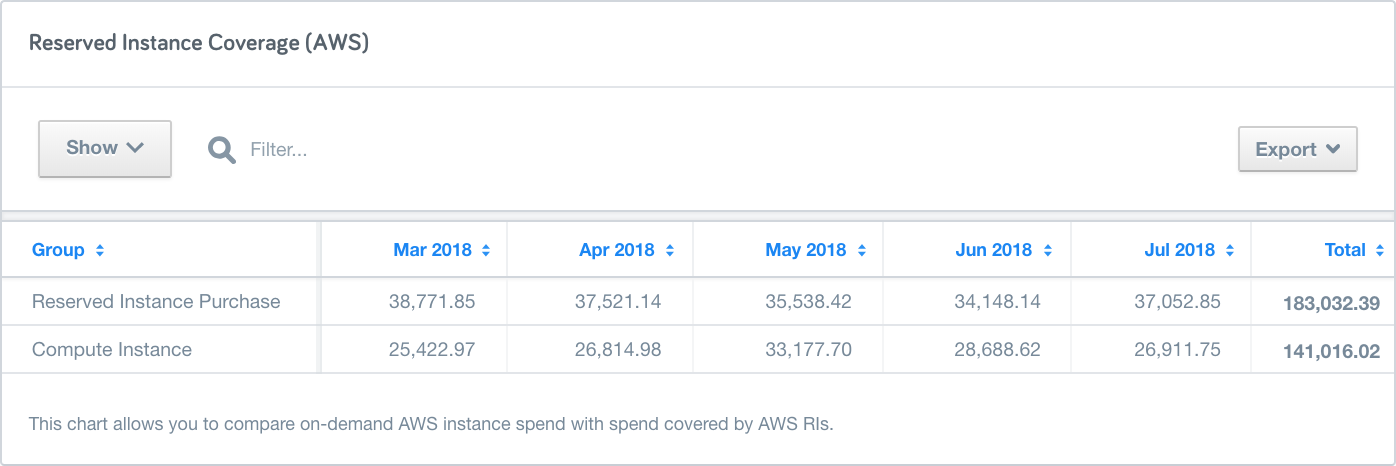 Reserved Instance Coverage (AWS)
Show Filter... Export
Group Mar 2018 Apr 2018 May 2018 Jun 2018 Jul 2018 Total
Reserved Instance Purchase 38,771.85 37,521.14 35,538.42 34,148.14 37,052.85 183,032.39
Compute Instance 25,422.97 26,814.98 33,177.70 28,688.62 26,911.75 141,016.02
This chart allows you to compare on-demand AWS instance spend with spend covered by AWS RIs.